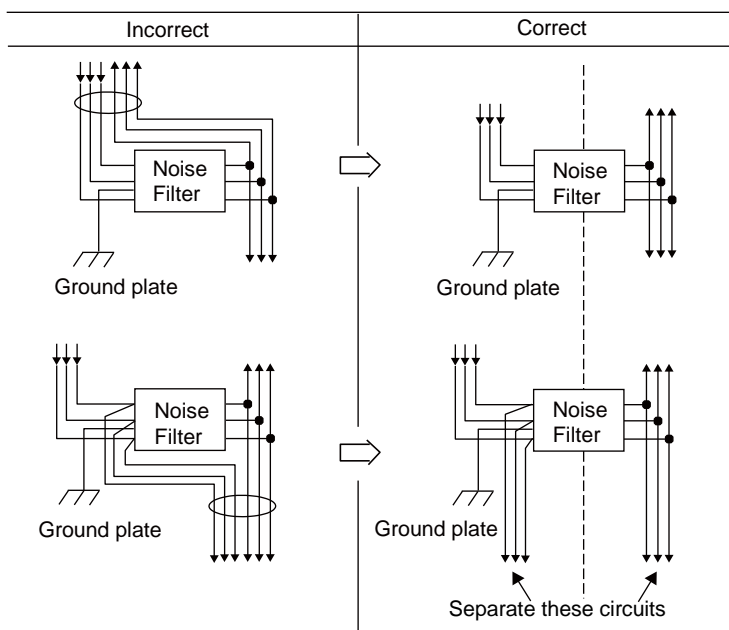 Incorrect
Correct
Noise
Filter
Ground plate
Noise
Filter
Ground plate
Noise
Filter
Ground plate
Noise
Filter
Ground plate
Separate these circuits